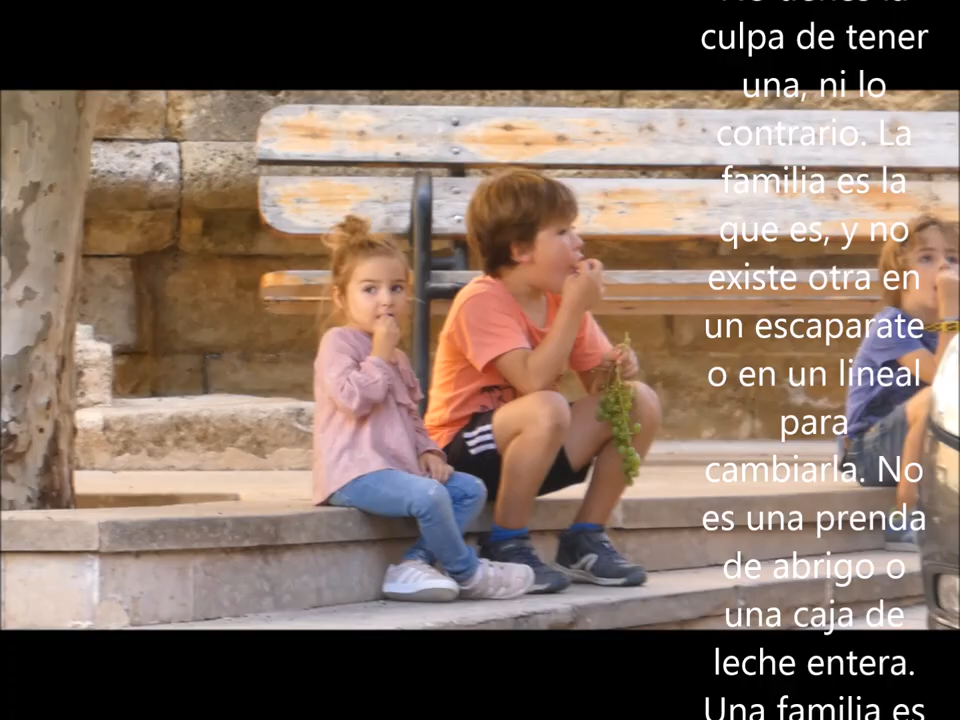 culpa de tener
una, ni lo
contrario. La
familia es la
que es, y no
existe otra en
un escaparate
o en un lineal
para
cambiarla. No
es una prenda
de abrigo o
una caja de
leche entera.
Una familia es